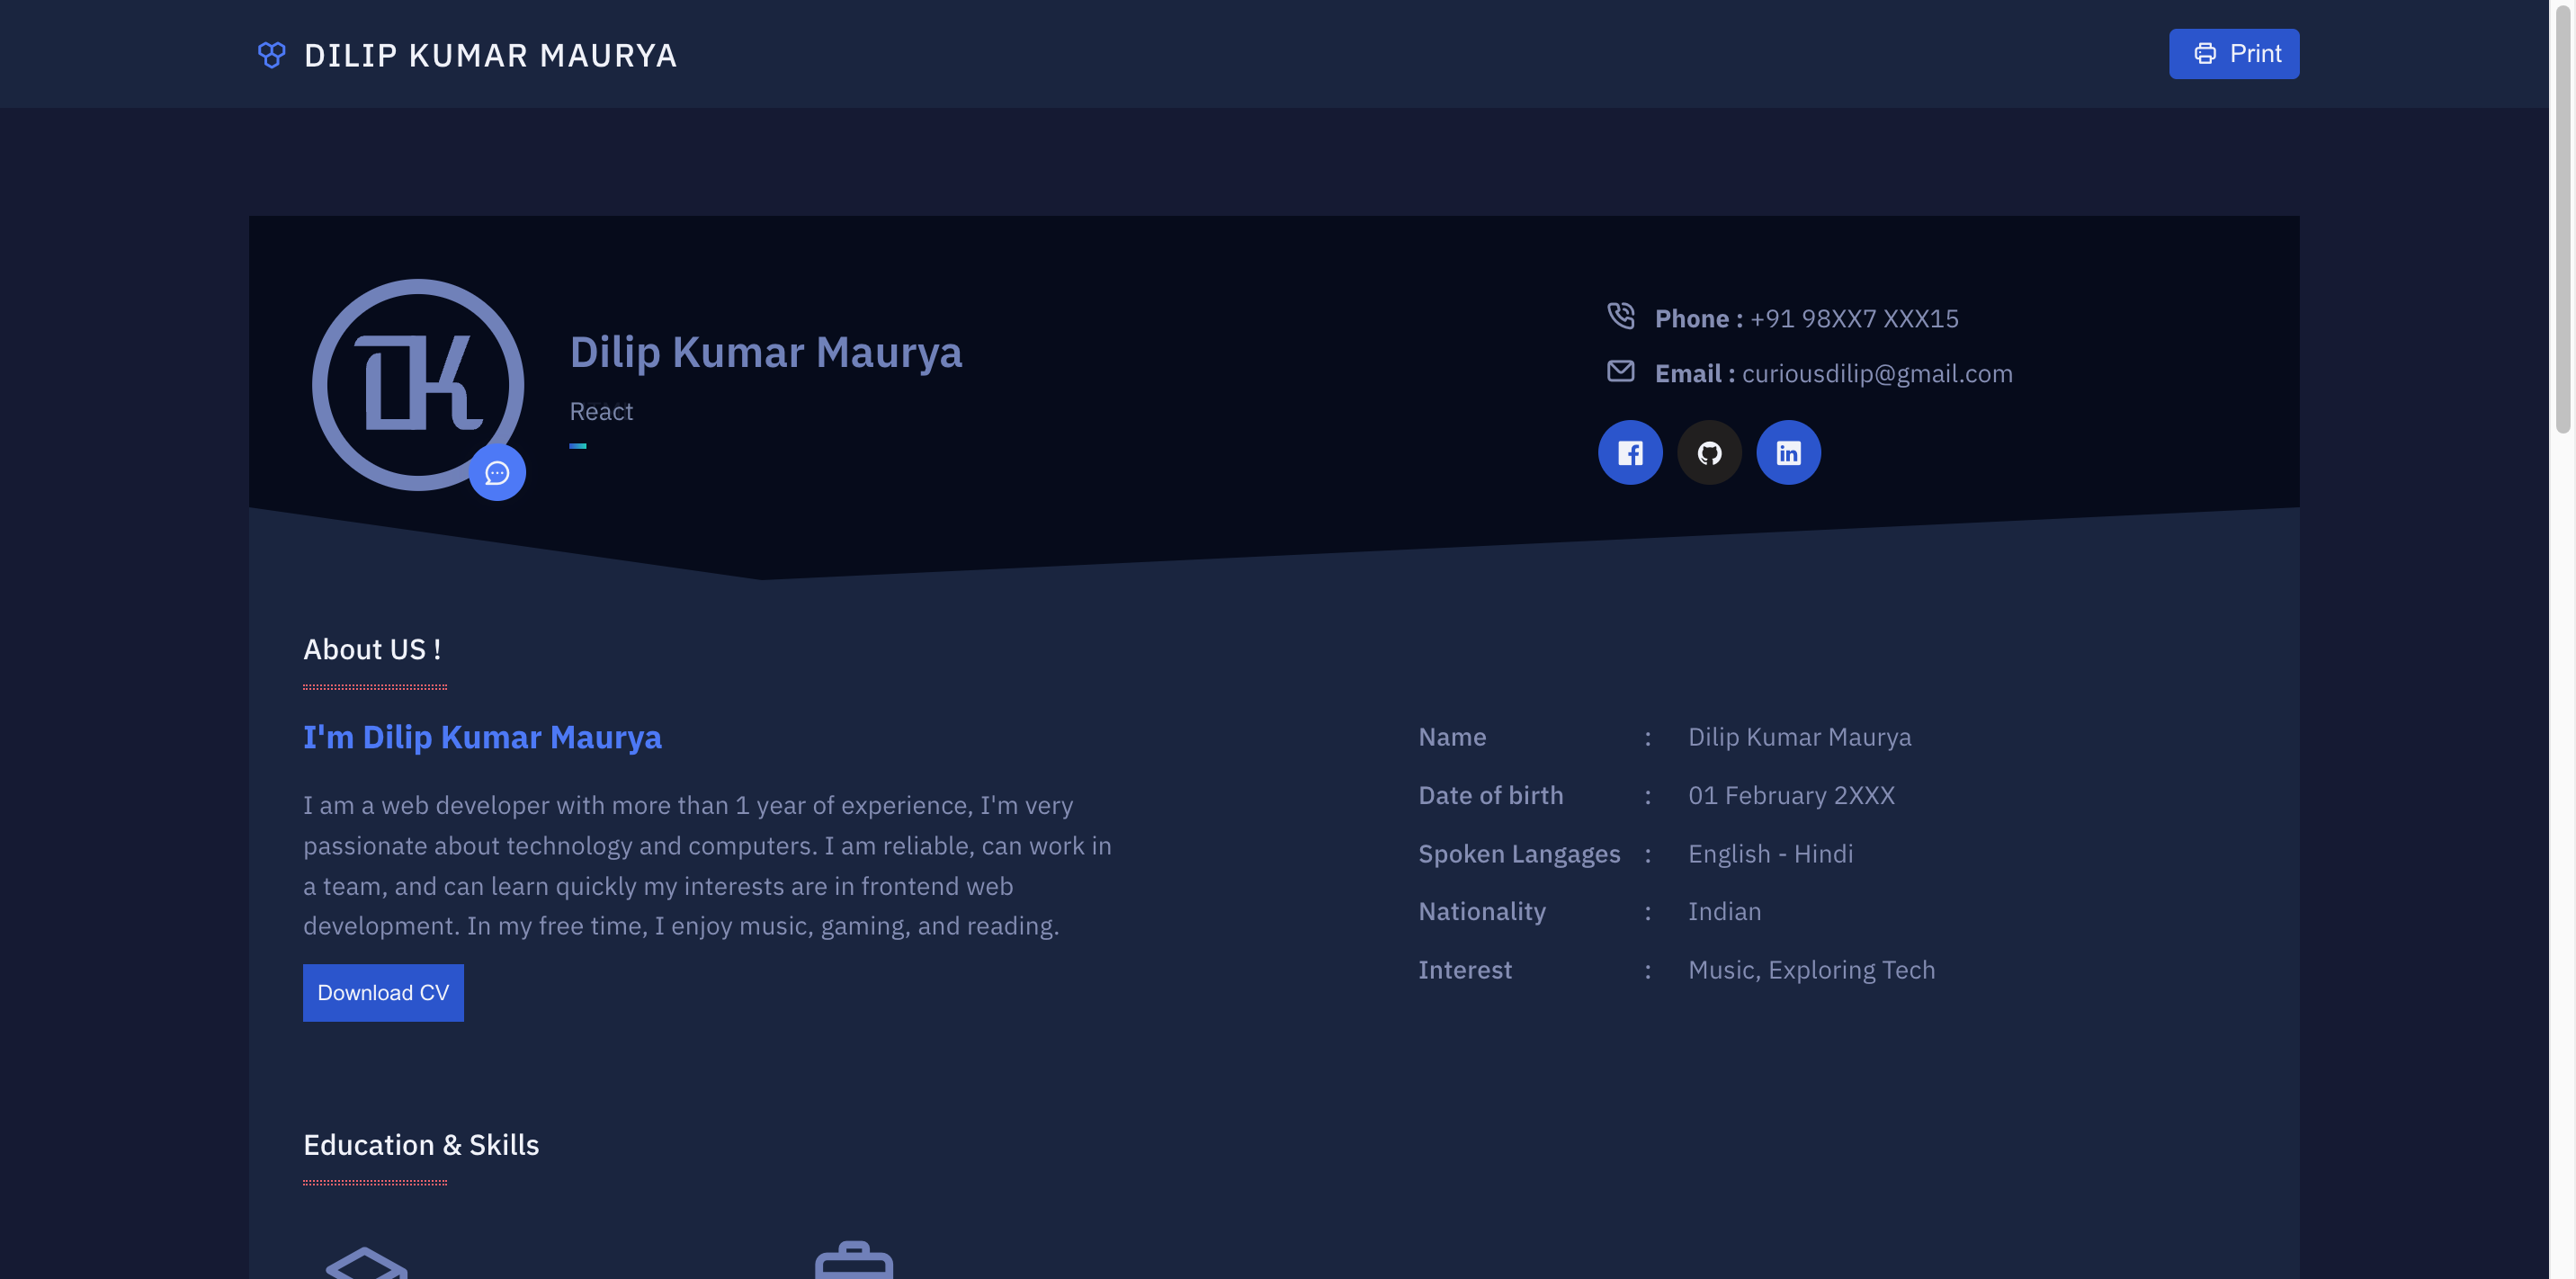 DILIP KUMAR MAURYA
Print
DK
Dilip Kumar Maurya
React
Phone : +91 98XX7 XXX15
Email : curiousdilip@gmail.com
About US !
I'm Dilip Kumar Maurya
I am a web developer with more than 1 year of experience, I'm very
passionate about technology and computers. I am reliable, can work in
a team, and can learn quickly my interests are in frontend web
development. In my free time, I enjoy music, gaming, and reading.
Download CV
Name : Dilip Kumar Maurya
Date of birth : 01 February 2XXX
Spoken Langages : English - Hindi
Nationality : Indian
Interest : Music, Exploring Tech
Education & Skills